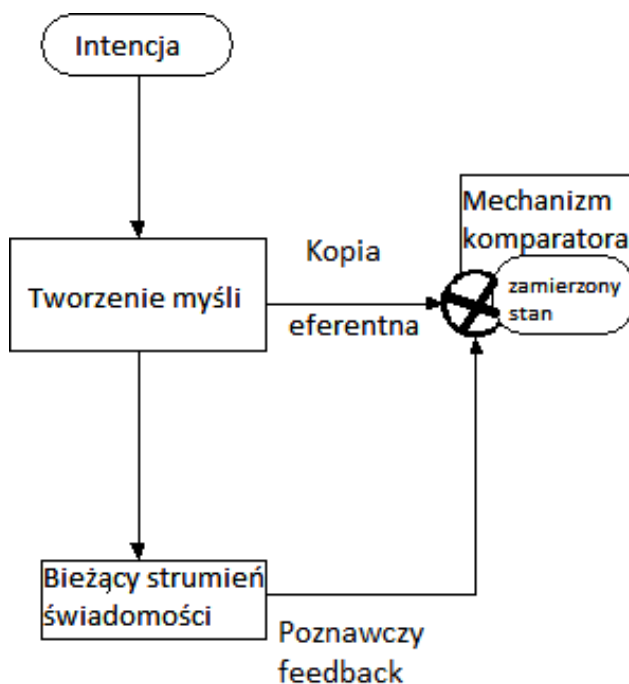 Intencja
Mechanizm
komparatora
zamierzony
stan
Kopia
eferentna
Tworzenie myśli
Bieżący strumień
świadomości
Poznawczy
feedback